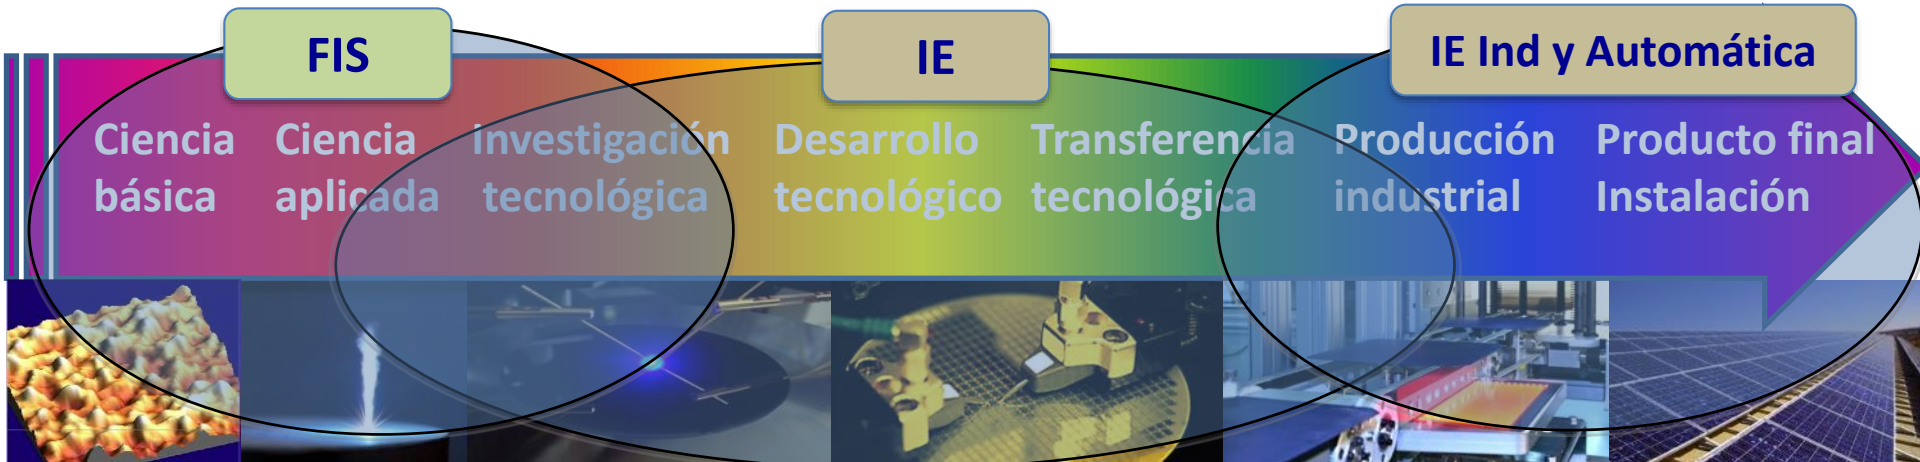 FIS
IE
IE Ind y Automática
Ciencia básica
Ciencia aplicada
Investigación tecnológica
Desarrollo tecnológico
Transferencia tecnológica
Producción industrial
Producto final
Instalación